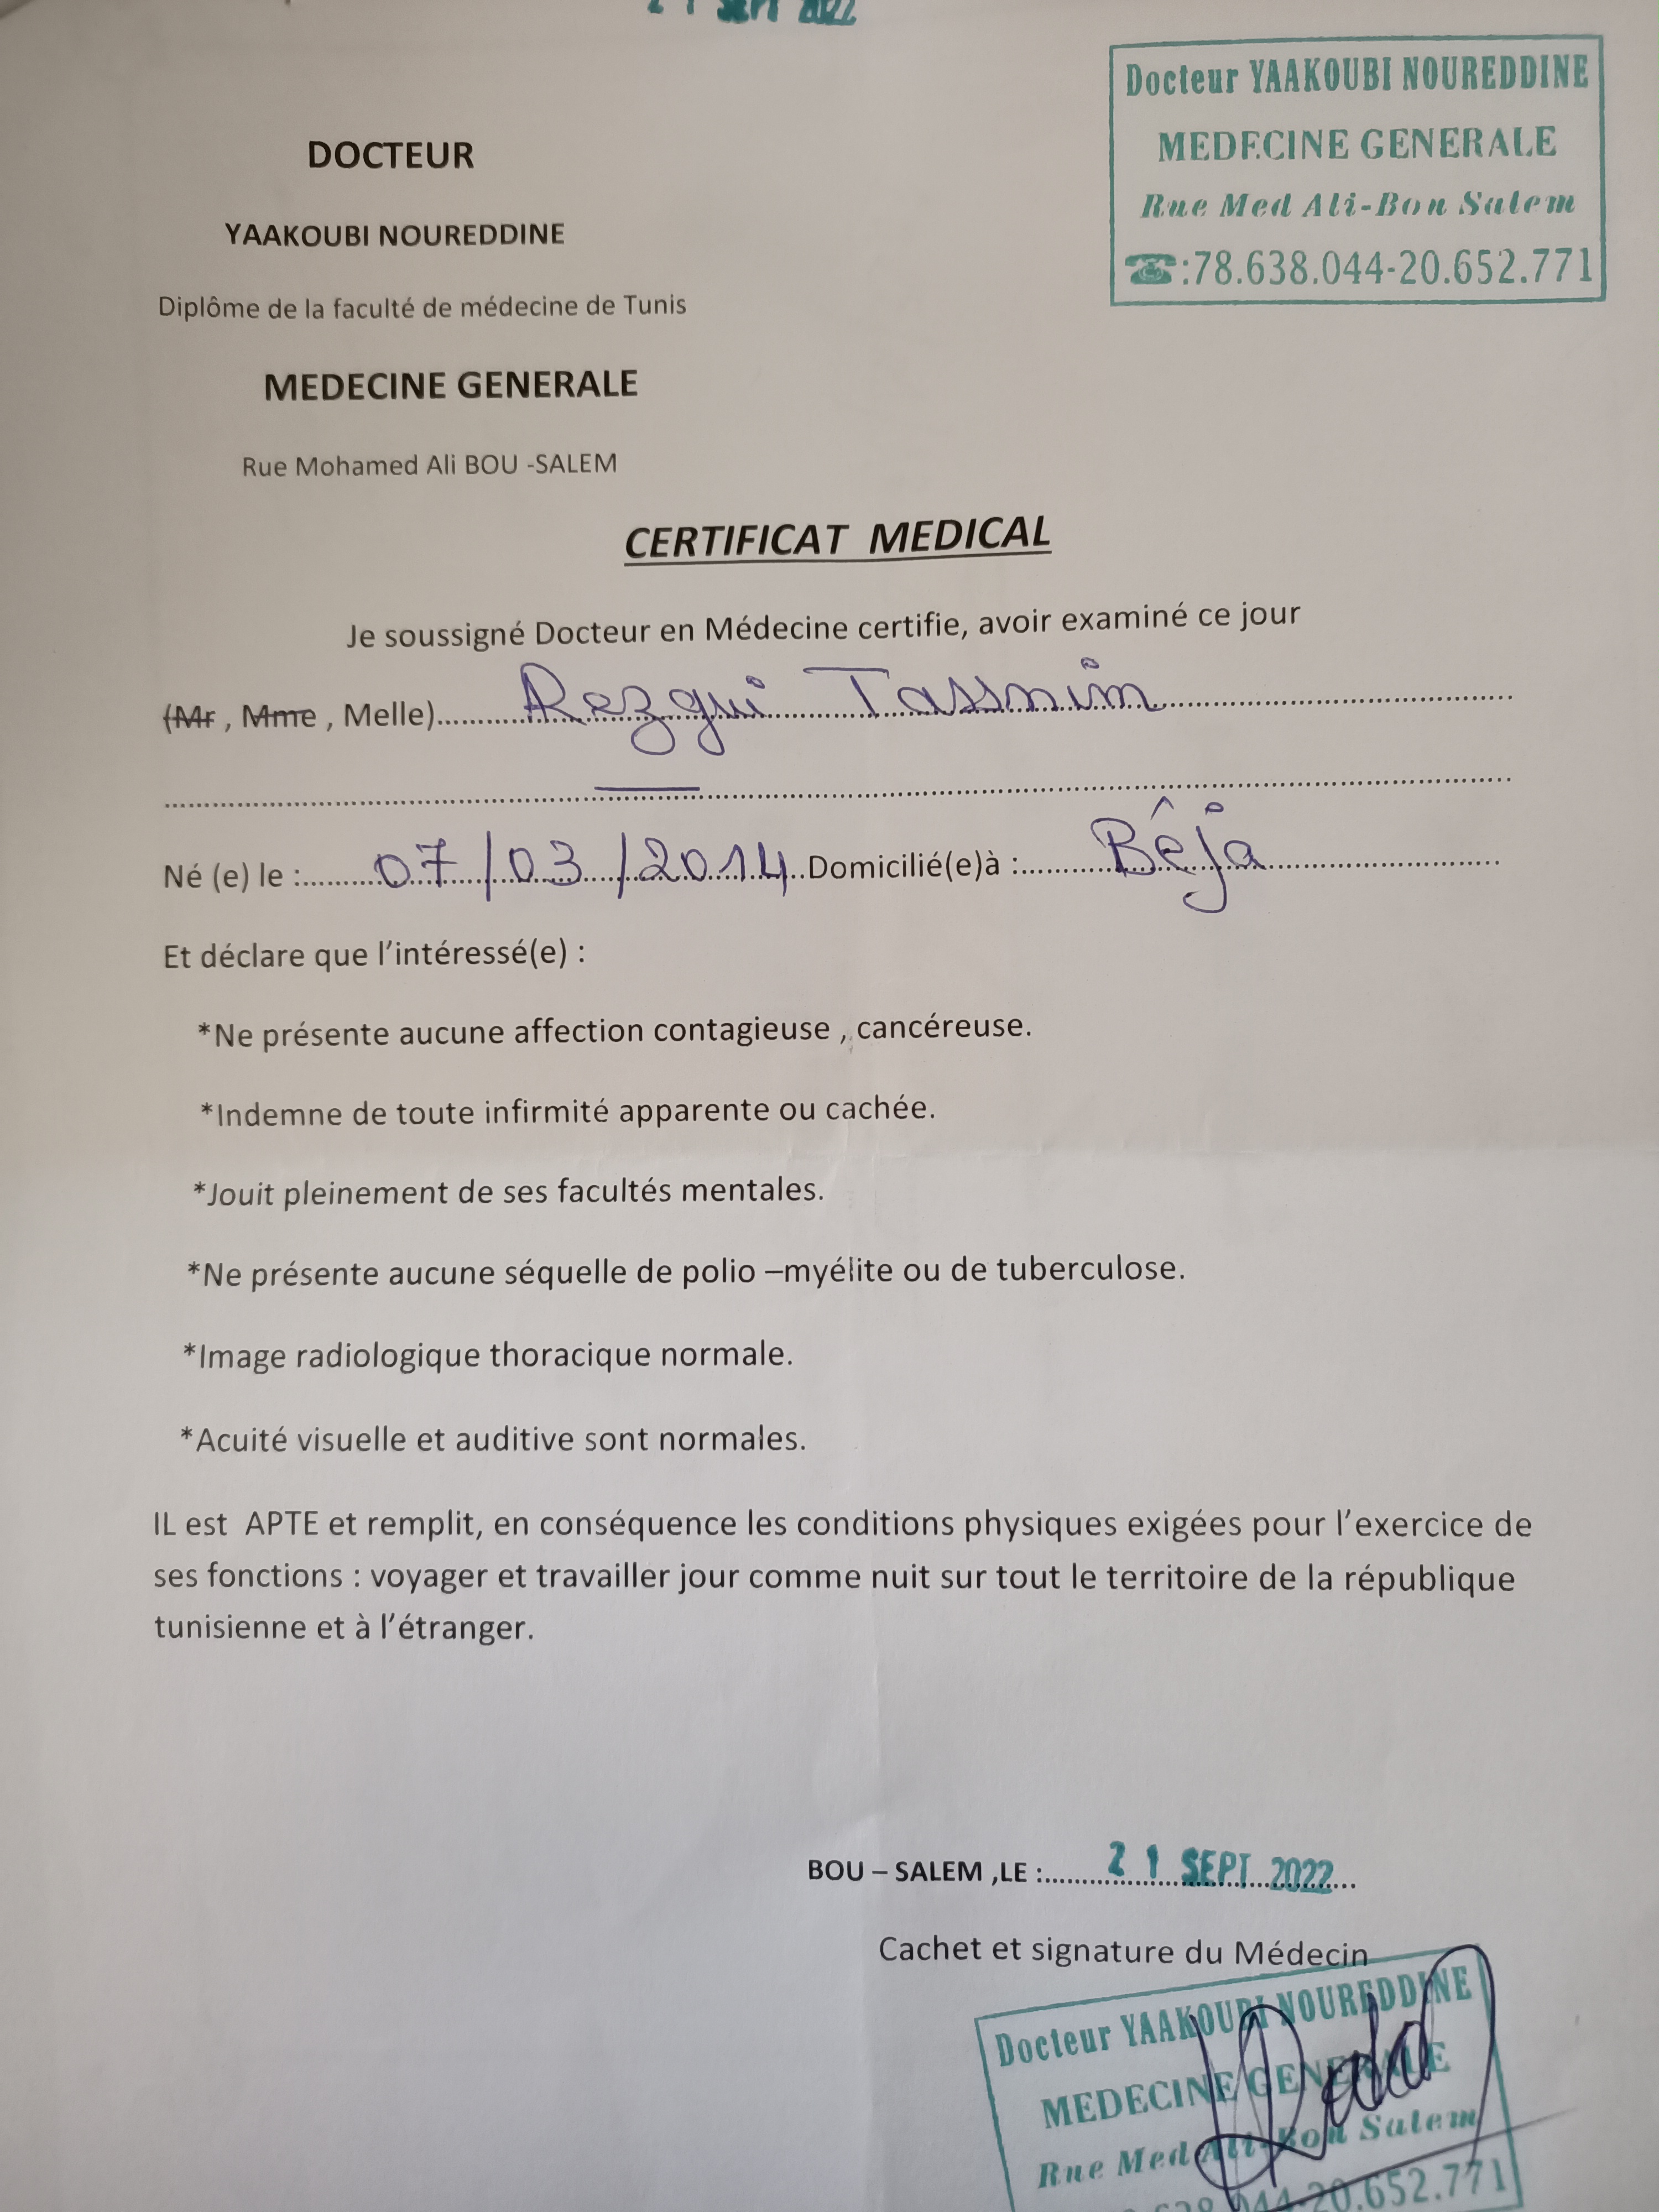 21 SEPT 2022
Docteur YAAKOUBI NOUREDDINE
MEDECINE GENERALE
Rue Med Ali-Bou Salem
☎:78.638.044-20.652.771
DOCTEUR
YAAKOUBI NOUREDDINE
Diplôme de la faculté de médecine de Tunis
MEDECINE GENERALE
Rue Mohamed Ali BOU -SALEM
CERTIFICAT MEDICAL
Je soussigné Docteur en Médecine certifie, avoir examiné ce jour
(Mr , Mme , Melle)..........Rezgui Tassnim..........
Né (e) le :.......07/03/2014..Domicilié(e)à :..........Bêja..........
Et déclare que l'intéressé(e) :
*Ne présente aucune affection contagieuse , cancéreuse.
*Indemne de toute infirmité apparente ou cachée.
*Jouit pleinement de ses facultés mentales.
*Ne présente aucune séquelle de polio –myélite ou de tuberculose.
*Image radiologique thoracique normale.
*Acuité visuelle et auditive sont normales.
IL est APTE et remplit, en conséquence les conditions physiques exigées pour l'exercice de
ses fonctions : voyager et travailler jour comme nuit sur tout le territoire de la république
tunisienne et à l'étranger.
BOU – SALEM ,LE :..........21 SEPT 2022...
Cachet et signature du Médecin
Docteur YAAKOUBI NOUREDDINE
MEDECINE GENERALE
Rue Med Ali-Bou Salem
638.044-20.652.771